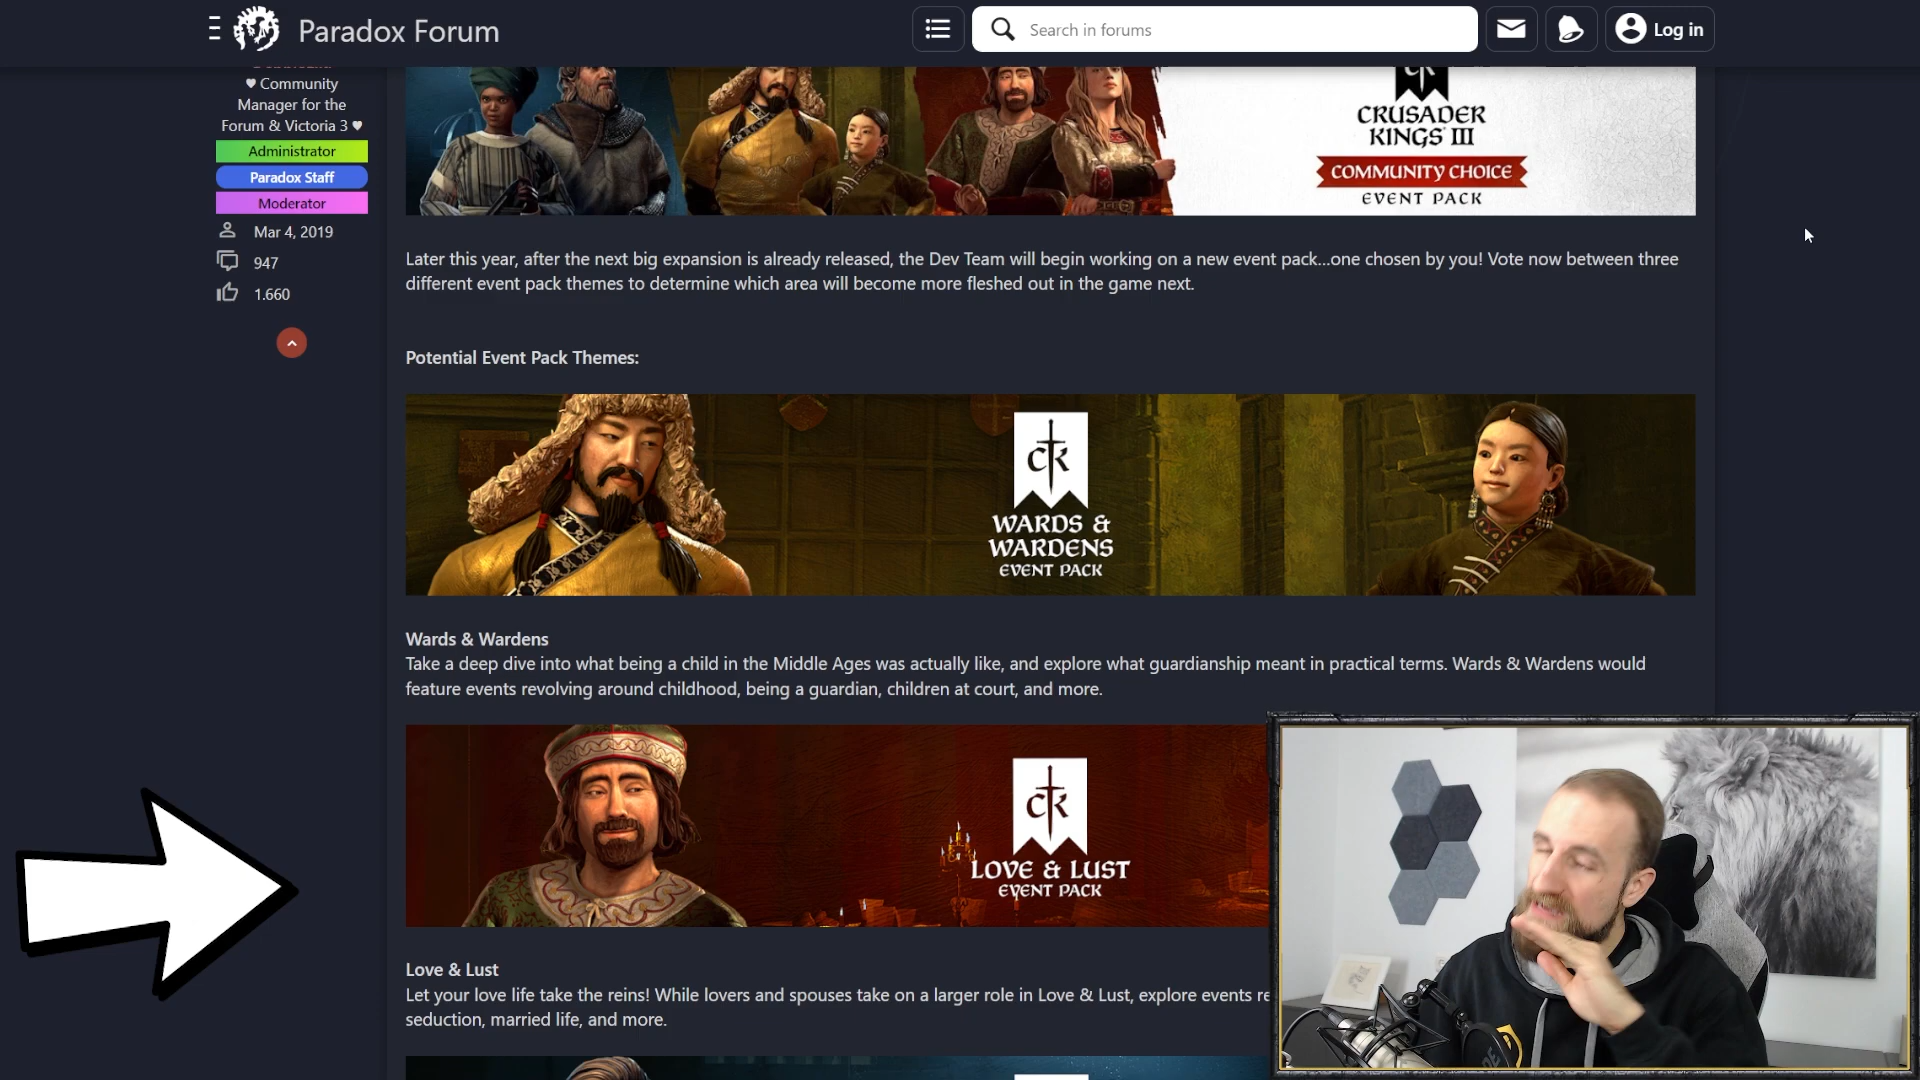 Paradox Forum
Search in forums
Log in
♥ Community
Manager for the
Forum & Victoria 3 ♥
Administrator
Paradox Staff
Moderator
Mar 4, 2019
947
1.660
CRUSADER
KINGS III
COMMUNITY CHOICE
EVENT PACK
Later this year, after the next big expansion is already released, the Dev Team will begin working on a new event pack...one chosen by you! Vote now between three
different event pack themes to determine which area will become more fleshed out in the game next.
Potential Event Pack Themes:
CK
WARDS &
WARDENS
EVENT PACK
Wards & Wardens
Take a deep dive into what being a child in the Middle Ages was actually like, and explore what guardianship meant in practical terms. Wards & Wardens would
feature events revolving around childhood, being a guardian, children at court, and more.
CK
LOVE & LUST
EVENT PACK
Love & Lust
Let your love life take the reins! While lovers and spouses take on a larger role in Love & Lust, explore events re
seduction, married life, and more.